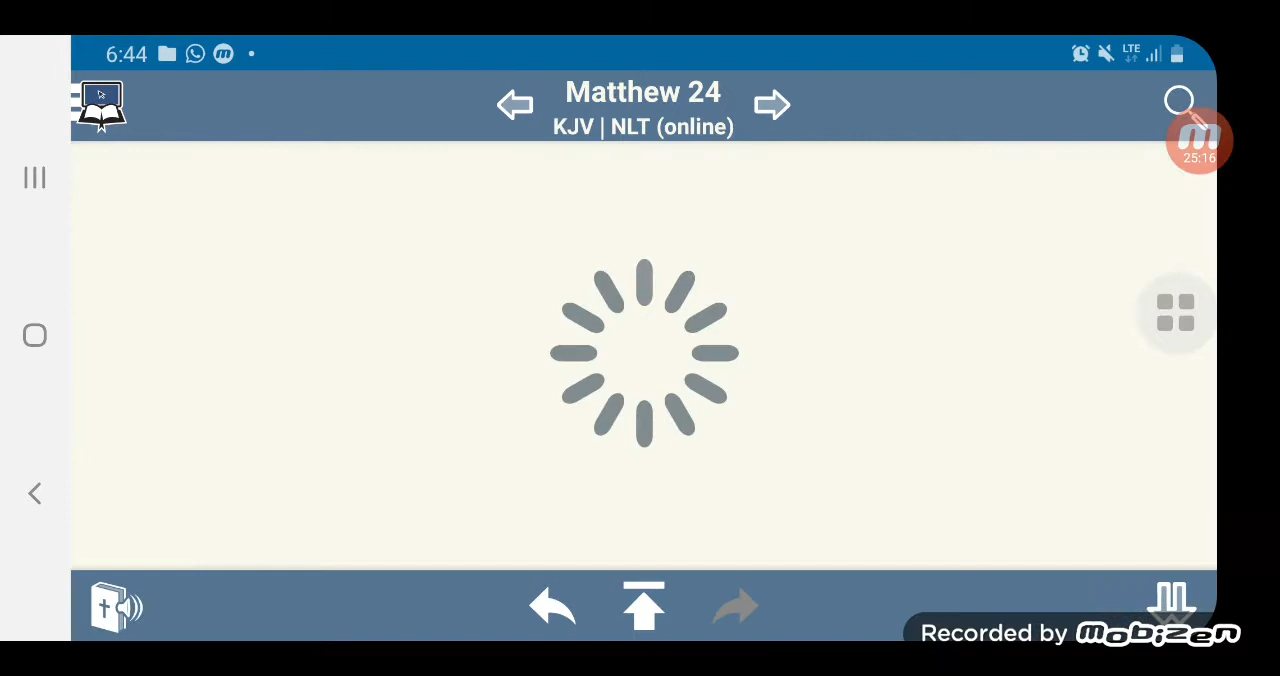 6:44
LTE
Matthew 24
KJV | NLT (online)
m
25:16
Recorded by mobizen